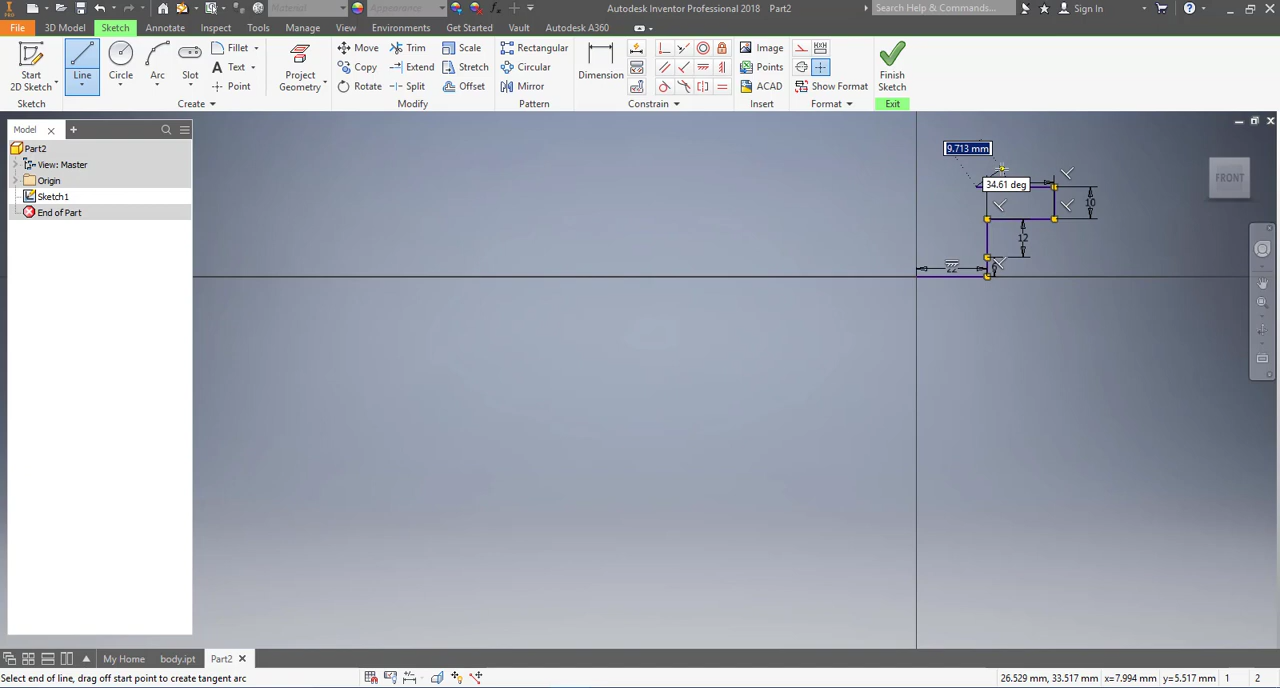 PRO
Material
Appearance
Autodesk Inventor Professional 2018 Part2
Search Help & Commands...
Sign In
File 3D Model Sketch Annotate Inspect Tools Manage View Environments Get Started Vault Autodesk A360
Start
2D Sketch
Line
Circle
Arc
Slot
Fillet
Text
Point
Project
Geometry
Move
Copy
Rotate
Trim
Extend
Split
Scale
Stretch
Offset
Rectangular
Circular
Mirror
Dimension
Image
Points
ACAD
Show Format
Finish
Sketch
Sketch Create Modify Pattern Constrain Insert Format Exit
Model
Part2
View: Master
Origin
Sketch1
End of Part
9.713 mm
34.61 deg
10
12
22
FRONT
My Home body.ipt Part2
Select end of line, drag off start point to create tangent arc
26.529 mm, 33.517 mm x=7.994 mm y=5.517 mm 1 2